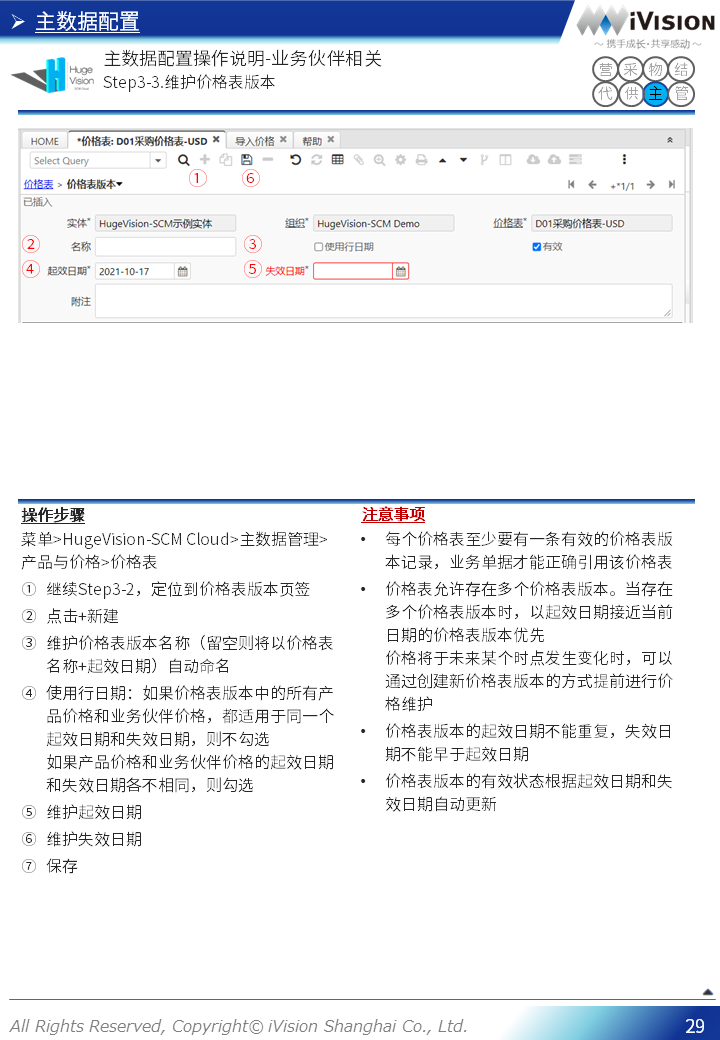 主数据配置
iVision
～ 携手成长·共享感动 ～
主数据配置操作说明-业务伙伴相关
Step3-3.维护价格表版本
Huge
Vision
营 采 物 结
代 供 主 管
HOME *价格表: D01采购价格表-USD 导入价格 帮助
Select Query
① ⑥
价格表 > 价格表版本
+*1/1
已插入
实体* HugeVision-SCM示例实体 组织* HugeVision-SCM Demo 价格表* D01采购价格表-USD
② 名称 ③ 使用行日期 有效
④ 起效日期* 2021-10-17 ⑤ 失效日期*
附注
操作步骤
菜单>HugeVision-SCM Cloud>主数据管理>
产品与价格>价格表
① 继续Step3-2，定位到价格表版本页签
② 点击+新建
③ 维护价格表版本名称（留空则将以价格表
名称+起效日期）自动命名
④ 使用行日期：如果价格表版本中的所有产
品价格和业务伙伴价格，都适用于同一个
起效日期和失效日期，则不勾选
如果产品价格和业务伙伴价格的起效日期
和失效日期各不相同，则勾选
⑤ 维护起效日期
⑥ 维护失效日期
⑦ 保存
注意事项
• 每个价格表至少要有一条有效的价格表版
本记录，业务单据才能正确引用该价格表
• 价格表允许存在多个价格表版本。当存在
多个价格表版本时，以起效日期接近当前
日期的价格表版本优先
价格将于未来某个时点发生变化时，可以
通过创建新价格表版本的方式提前进行价
格维护
• 价格表版本的起效日期不能重复，失效日
期不能早于起效日期
• 价格表版本的有效状态根据起效日期和失
效日期自动更新
All Rights Reserved, Copyright© iVision Shanghai Co., Ltd.
29